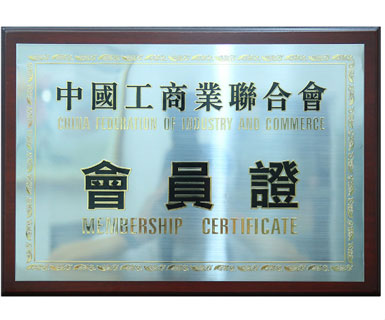 中國工商業聯合會
CHINA FEDERATION OF INDUSTRY AND COMMERCE
會員證
MEMBERSHIP CERTIFICATE